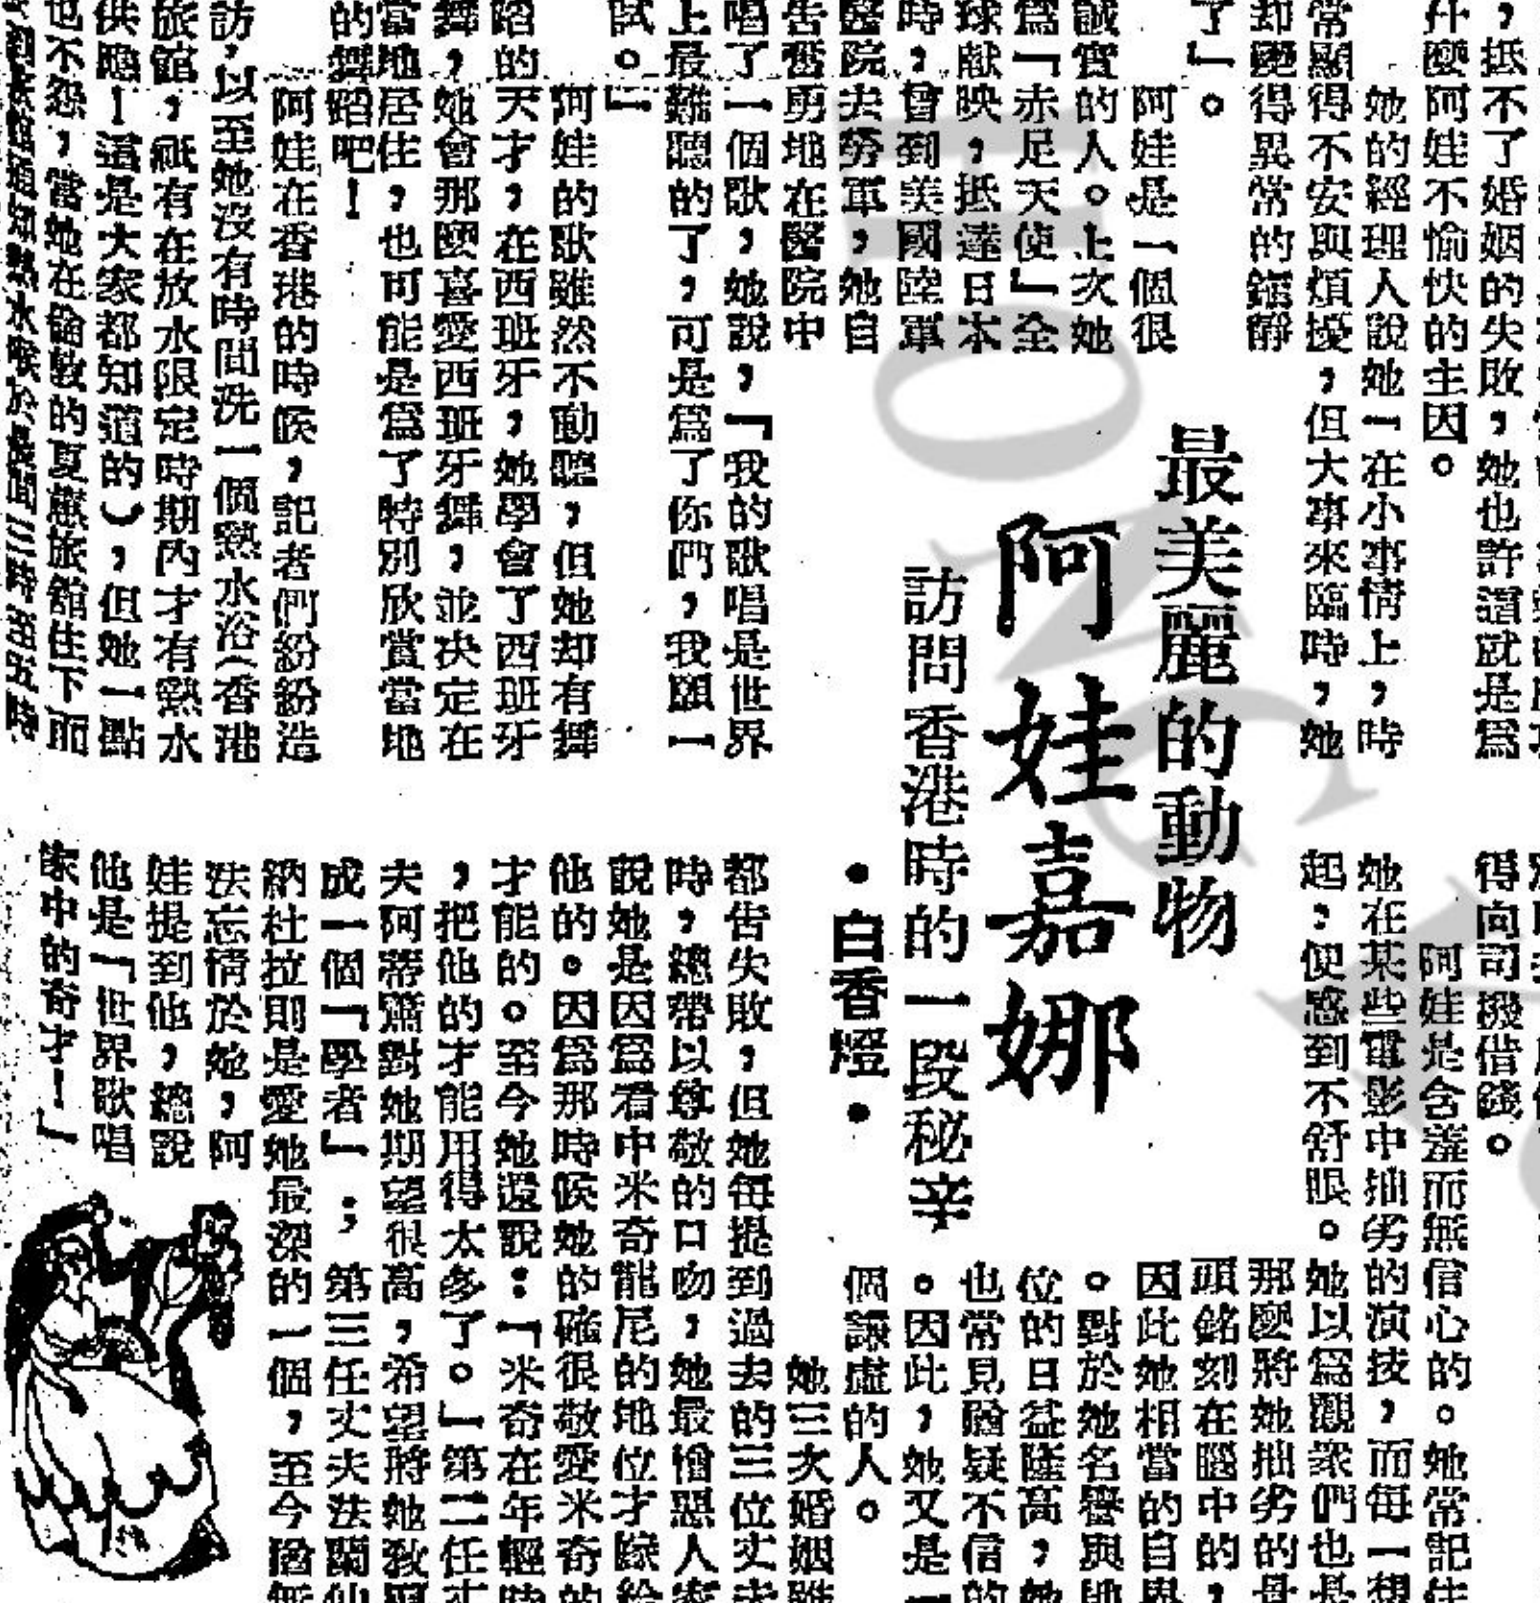 最美麗的動物
阿娃嘉娜
訪問香港時的一段秘辛
•白香燈•
，抵不了婚姻的失敗，她也許謂就是爲
什麼阿娃不愉快的主因。
她的經理人說她「在小事情上，時
常顯得不安與煩擾，但大事來臨時，她
却變得異常的鎮靜
了」。
阿娃是一個很
誠實的人。上次她
爲「赤足天使」全
球献映，抵達日本
時，曾到美國陸軍
醫院去勞軍，她自
告奮勇地在醫院中
唱了一個歌，她說，「我的歌唱是世界
上最難聽的了，可是爲了你們，我願一
試。」
阿娃的歌雖然不動聽，但她却有舞
蹈的天才，在西班牙，她學會了西班牙
舞，她會那麼喜愛西班牙舞，並决定在
當地居住，也可能是爲了特別欣賞當地
的舞蹈吧！
阿娃在香港的時候，記者們紛紛造
訪，以至她沒有時間洗一個熱水浴（香港
旅館，祇有在放水限定時期內才有熱水
供應！這是大家都知道的），但她一點
也不怨，當她在倫敦的夏蕙旅館住下而
得向司機借錢。
阿娃是含羞而無信心的。她常記住
她在某些電影中拙劣的演技，而每一想
起，便感到不舒服。她以爲觀衆們也是
那麼將她拙劣的
頭銘刻在腦中的，
因此她相當的自卑
。對於她名譽與地
位的日益隆高，她
也常見騐疑不信的
。因此，她又是一
個謙虛的人。
她三次婚姻雖
都告失敗，但她每提到過去的三位丈夫
時，總帶以尊敬的口吻，她最憎惡人家
說她是因爲看中米奇龍尼的地位才嫁給
他的。因爲那時候她的確很敬愛米奇的
才能的。至今她還說：「米奇在年輕時
，把他的才能用得太多了。」第二任丈
夫阿蒂蕭對她期望很高，希望將她敎
成一個「學者」；第三任丈夫法蘭仙
納杜拉則是愛她最深的一個，至今猶無
法忘情於她，阿
娃提到他，總說
他是「世界歌唱
家中的奇才！」